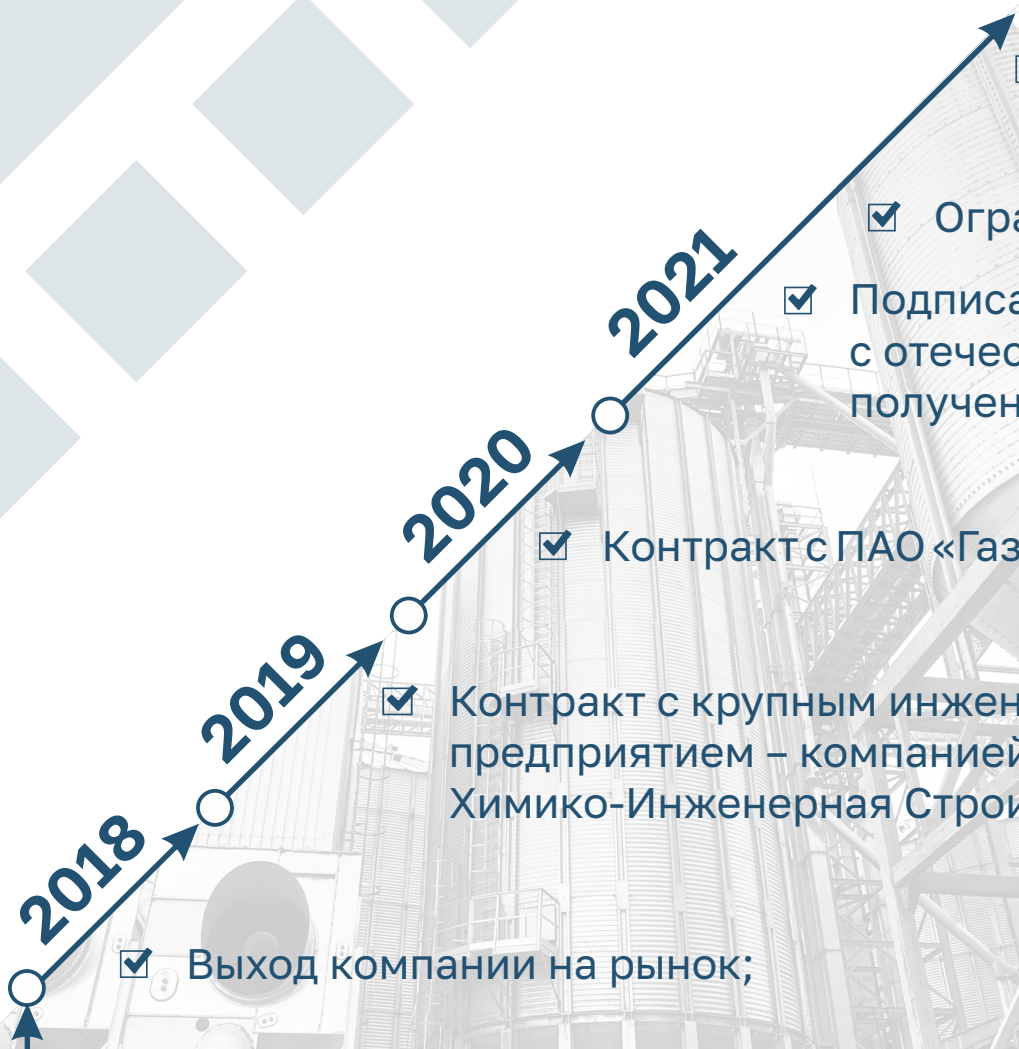 2021
Огра
Подписа
с отечес
получен
2020
Контракт с ПАО «Газ
2019
Контракт с крупным инжен
предприятием – компанией
Химико-Инженерная Строи
2018
Выход компании на рынок;